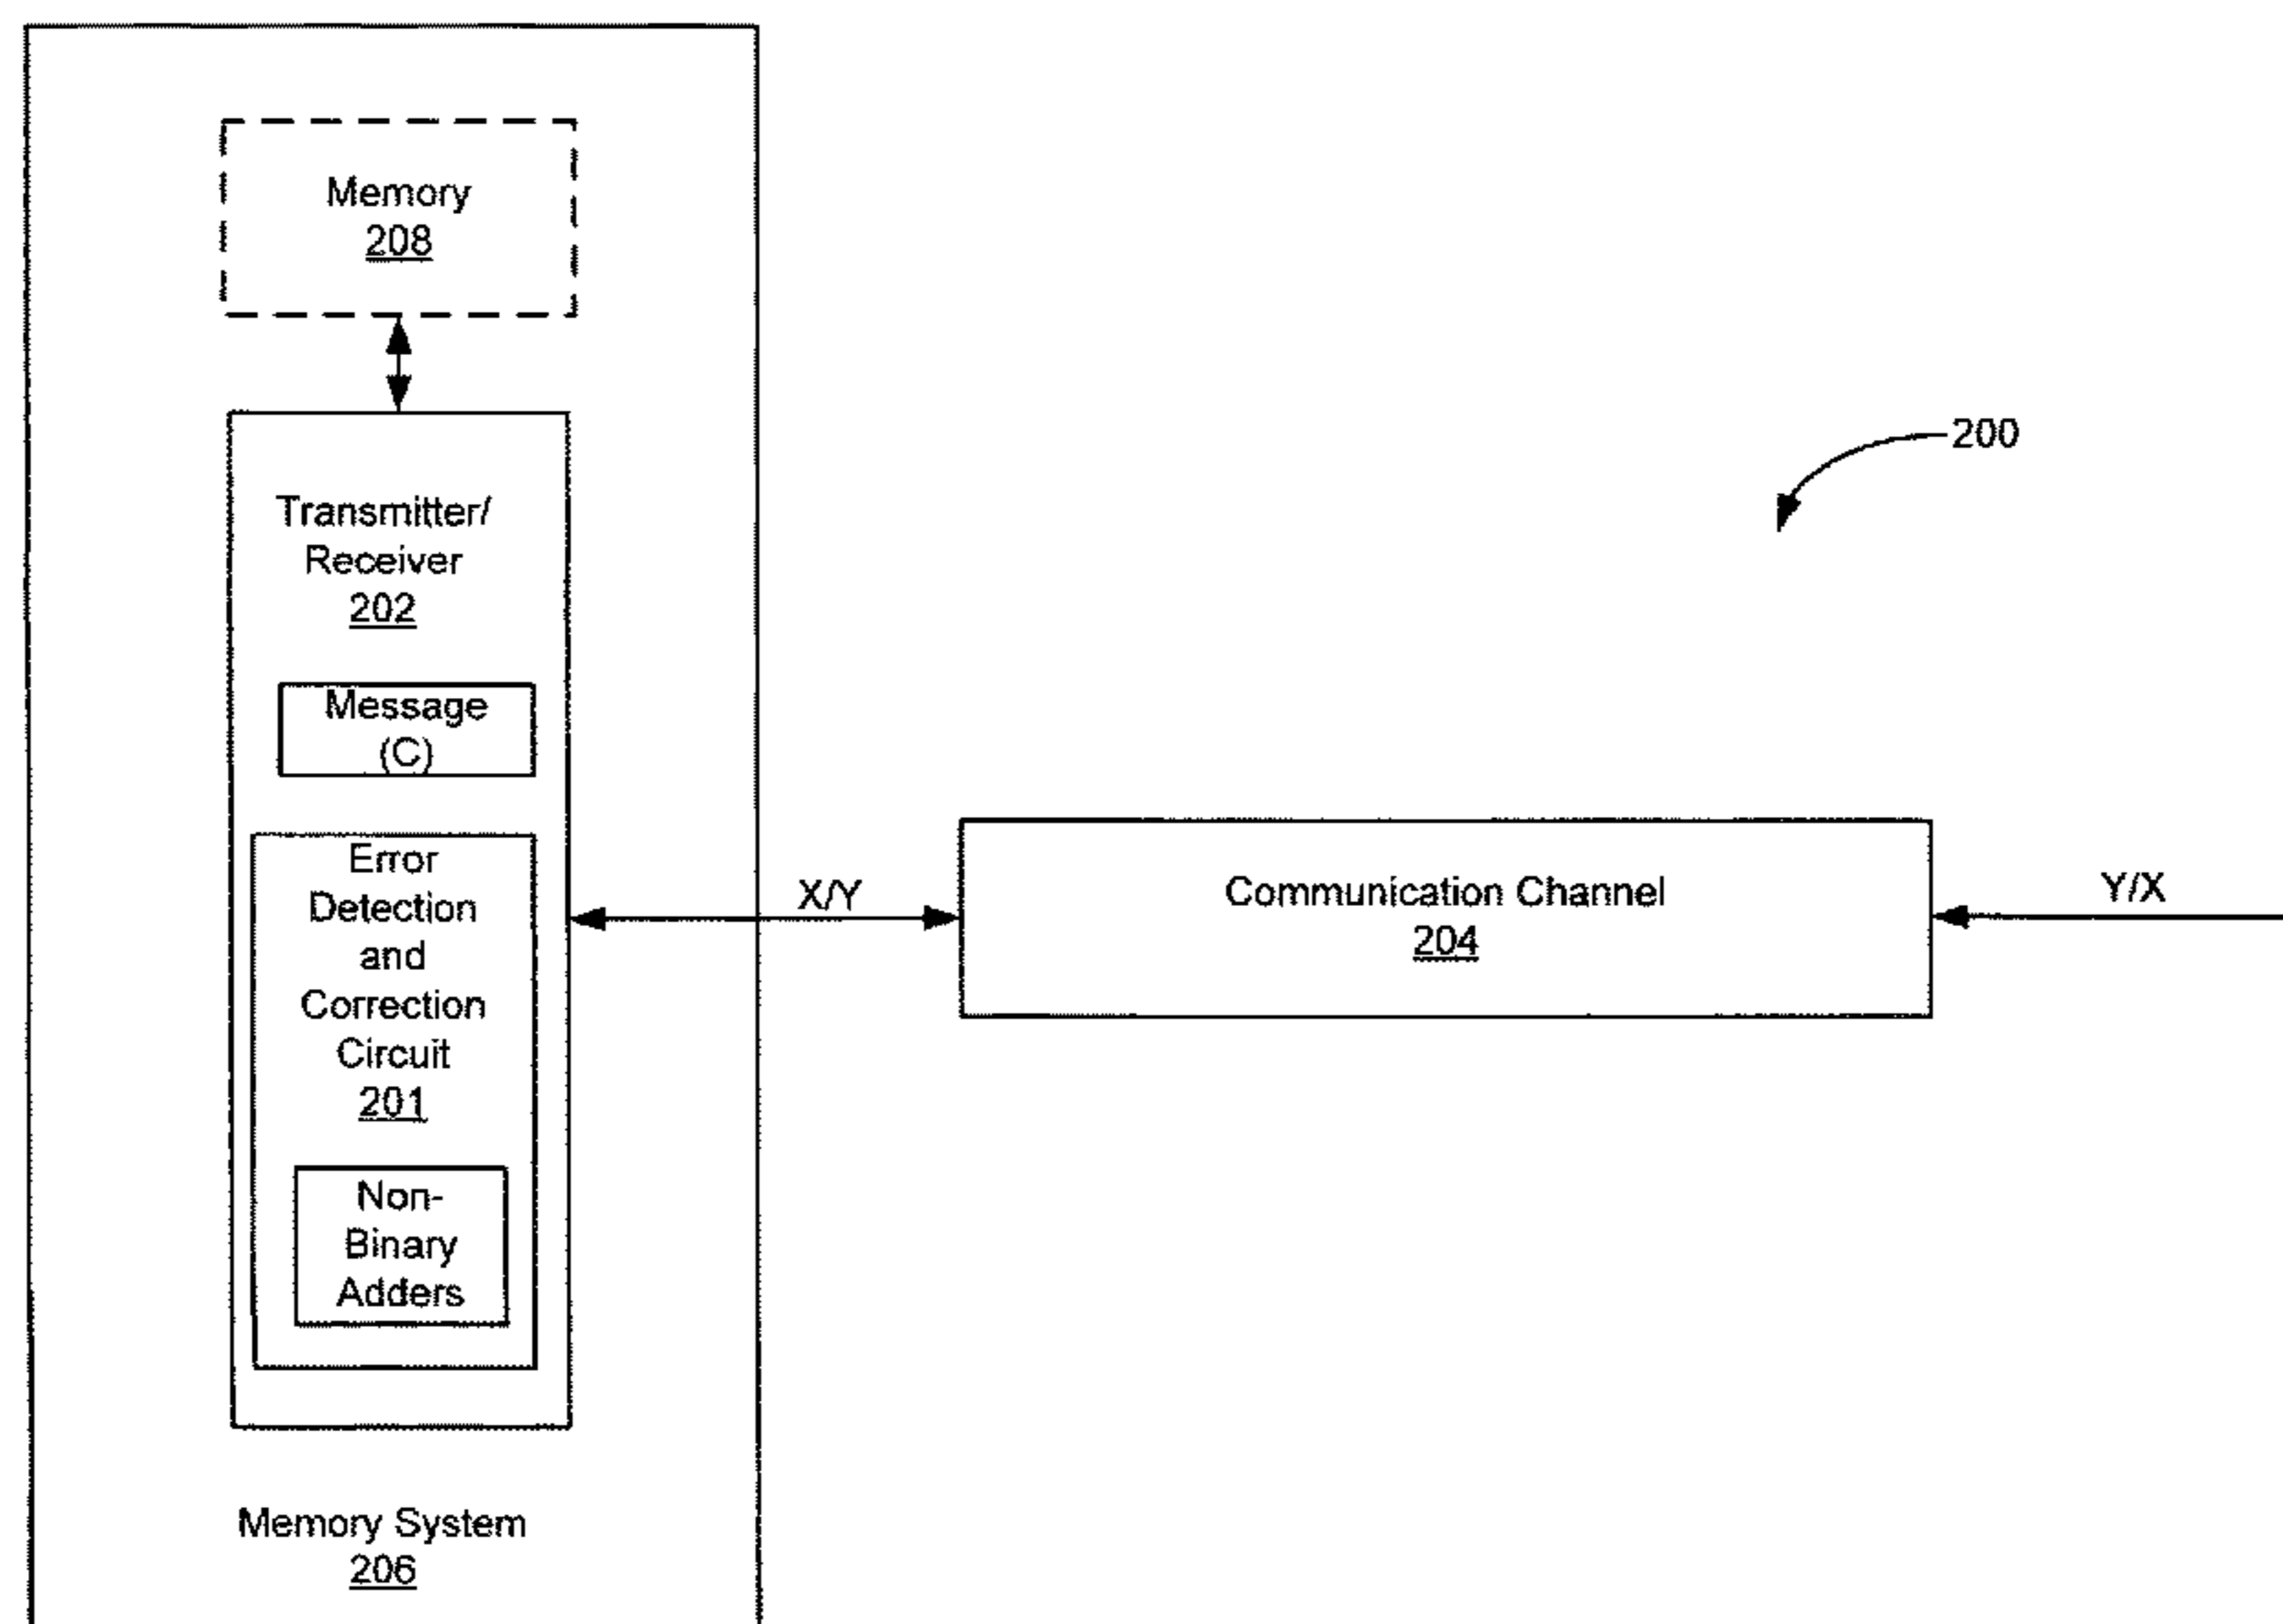 Memory
208
Transmitter/
Receiver
202
Message
(C)
Error
Detection
and
Correction
Circuit
201
Non-
Binary
Adders
Memory System
206
X/Y
Communication Channel
204
Y/X
200